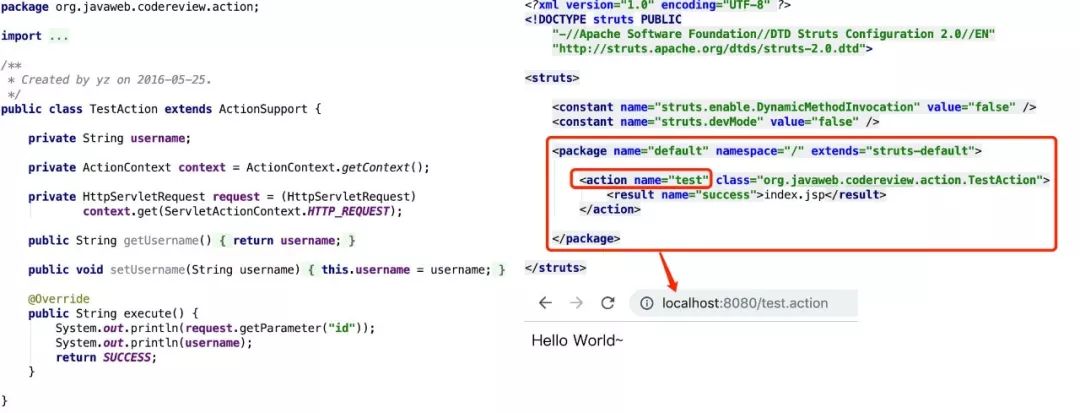 package org.javaweb.codereview.action;
import ...
/**
* Created by yz on 2016-05-25.
*/
public class TestAction extends ActionSupport {
private String username;
private ActionContext context = ActionContext.getContext();
private HttpServletRequest request = (HttpServletRequest)
context.get(ServletActionContext.HTTP_REQUEST);
public String getUsername() { return username; }
public void setUsername(String username) { this.username = username; }
@Override
public String execute() {
System.out.println(request.getParameter("id"));
System.out.println(username);
return SUCCESS;
}
}
<?xml version="1.0" encoding="UTF-8" ?>
<!DOCTYPE struts PUBLIC
"-//Apache Software Foundation//DTD Struts Configuration 2.0//EN"
"http://struts.apache.org/dtds/struts-2.0.dtd">
<struts>
<constant name="struts.enable.DynamicMethodInvocation" value="false" />
<constant name="struts.devMode" value="false" />
<package name="default" namespace="/" extends="struts-default">
<action name="test" class="org.javaweb.codereview.action.TestAction">
<result name="success">index.jsp</result>
</action>
</package>
</struts>
localhost:8080/test.action
Hello World~